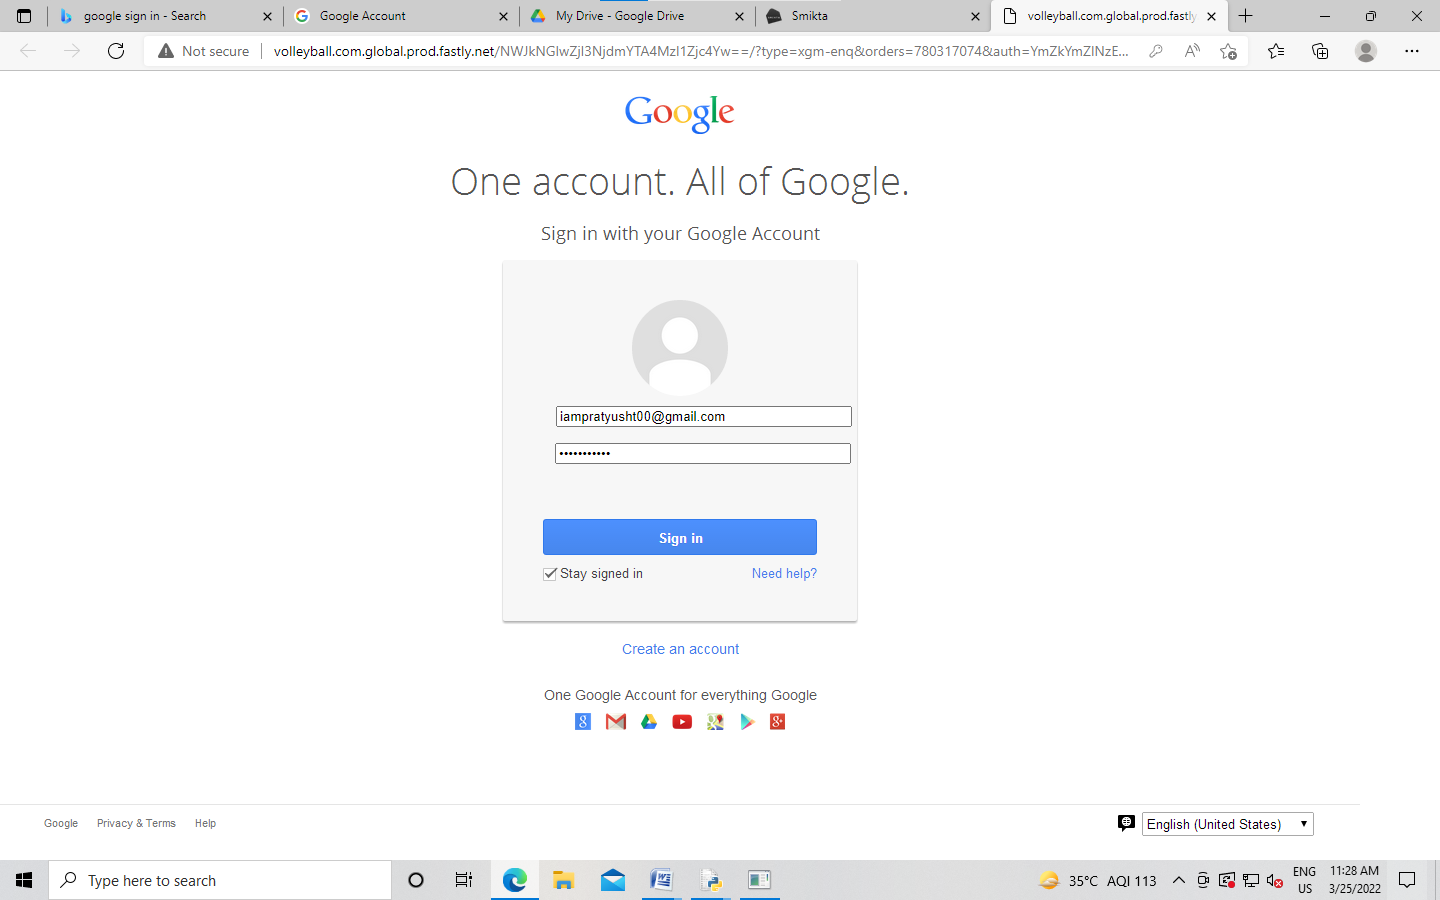 google sign in - Search
Google Account
My Drive - Google Drive
Smikta
volleyball.com.global.prod.fastly
Not secure
volleyball.com.global.prod.fastly.net/NWJkNGIwZjI3NjdmYTA4MzI1Zjc4Yw==/?type=xgm-enq&orders=780317074&auth=YmZkYmZlNzE...
Google
One account. All of Google.
Sign in with your Google Account
iampratyusht00@gmail.com
•••••••••••
Sign in
Stay signed in
Need help?
Create an account
One Google Account for everything Google
Google
Privacy & Terms
Help
English (United States)
Type here to search
35°C AQI 113
ENG
US
11:28 AM
3/25/2022